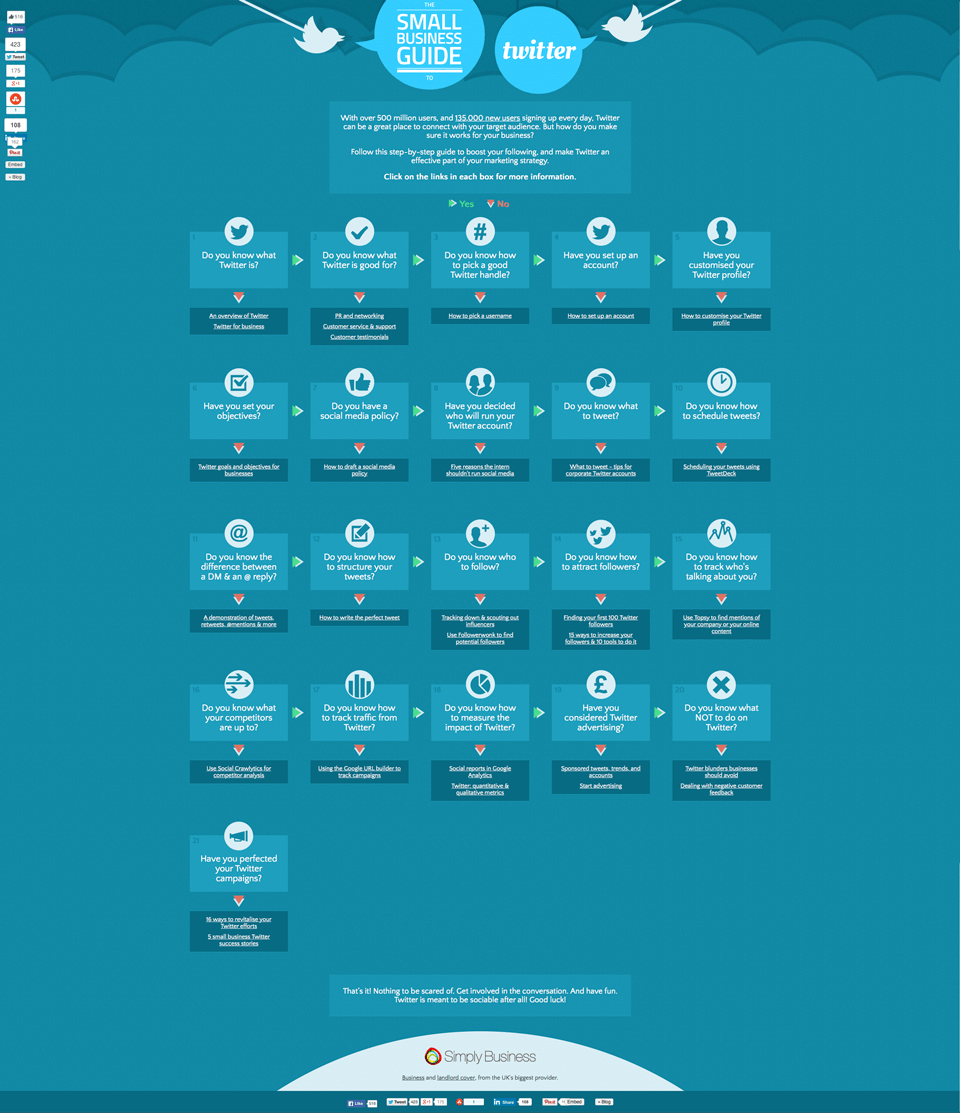 THE
SMALL
BUSINESS
GUIDE
TO
twitter
516
Like
423
Tweet
175
+1
1
108
162
Pin it
Embed
+ Blog
With over 500 million users, and 135,000 new users signing up every day, Twitter
can be a great place to connect with your target audience. But how do you make
sure it works for your business?
Follow this step-by-step guide to boost your following, and make Twitter an
effective part of your marketing strategy.
Click on the links in each box for more information.
Yes No
1
Do you know what
Twitter is?
An overview of Twitter
Twitter for business
2
Do you know what
Twitter is good for?
PR and networking
Customer service & support
Customer testimonials
3
#
Do you know how
to pick a good
Twitter handle?
How to pick a username
4
Have you set up an
account?
How to set up an account
5
Have you
customised your
Twitter profile?
How to customise your Twitter
profile
6
Have you set your
objectives?
Twitter goals and objectives for
businesses
7
Do you have a
social media policy?
How to draft a social media
policy
8
Have you decided
who will run your
Twitter account?
Five reasons the intern
shouldn't run social media
9
Do you know what
to tweet?
What to tweet - tips for
corporate Twitter accounts
10
Do you know how
to schedule tweets?
Scheduling your tweets using
TweetDeck
11
@
Do you know the
difference between
a DM & an @ reply?
A demonstration of tweets,
retweets, @mentions & more
12
Do you know how
to structure your
tweets?
How to write the perfect tweet
13
Do you know who
to follow?
Tracking down & scouting out
influencers
Use Followerwonk to find
potential followers
14
Do you know how
to attract followers?
Finding your first 100 Twitter
followers
15 ways to increase your
followers & 10 tools to do it
15
Do you know how
to track who's
talking about you?
Use Topsy to find mentions of
your company or your online
content
16
Do you know what
your competitors
are up to?
Use Social Crawlytics for
competitor analysis
17
Do you know how
to track traffic from
Twitter?
Using the Google URL builder to
track campaigns
18
Do you know how
to measure the
impact of Twitter?
Social reports in Google
Analytics
Twitter: quantitative &
qualitative metrics
19
£
Have you
considered Twitter
advertising?
Sponsored tweets, trends, and
accounts
Start advertising
20
Do you know what
NOT to do on
Twitter?
Twitter blunders businesses
should avoid
Dealing with negative customer
feedback
21
Have you perfected
your Twitter
campaigns?
16 ways to revitalise your
Twitter efforts
5 small business Twitter
success stories
That's it! Nothing to be scared of. Get involved in the conversation. And have fun.
Twitter is meant to be sociable after all! Good luck!
Simply Business
Business and landlord cover, from the UK's biggest provider.
Like 516 Tweet 423 +1 175 1 in Share 108 Pin it Embed + Blog